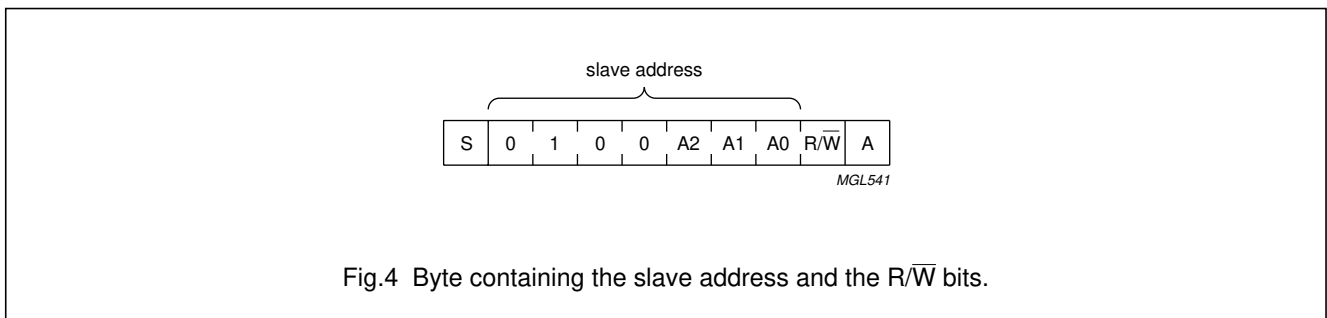 slave address
S 0 1 0 0 A2 A1 A0 R/W̅ A
MGL541
Fig.4 Byte containing the slave address and the R/W̅ bits.